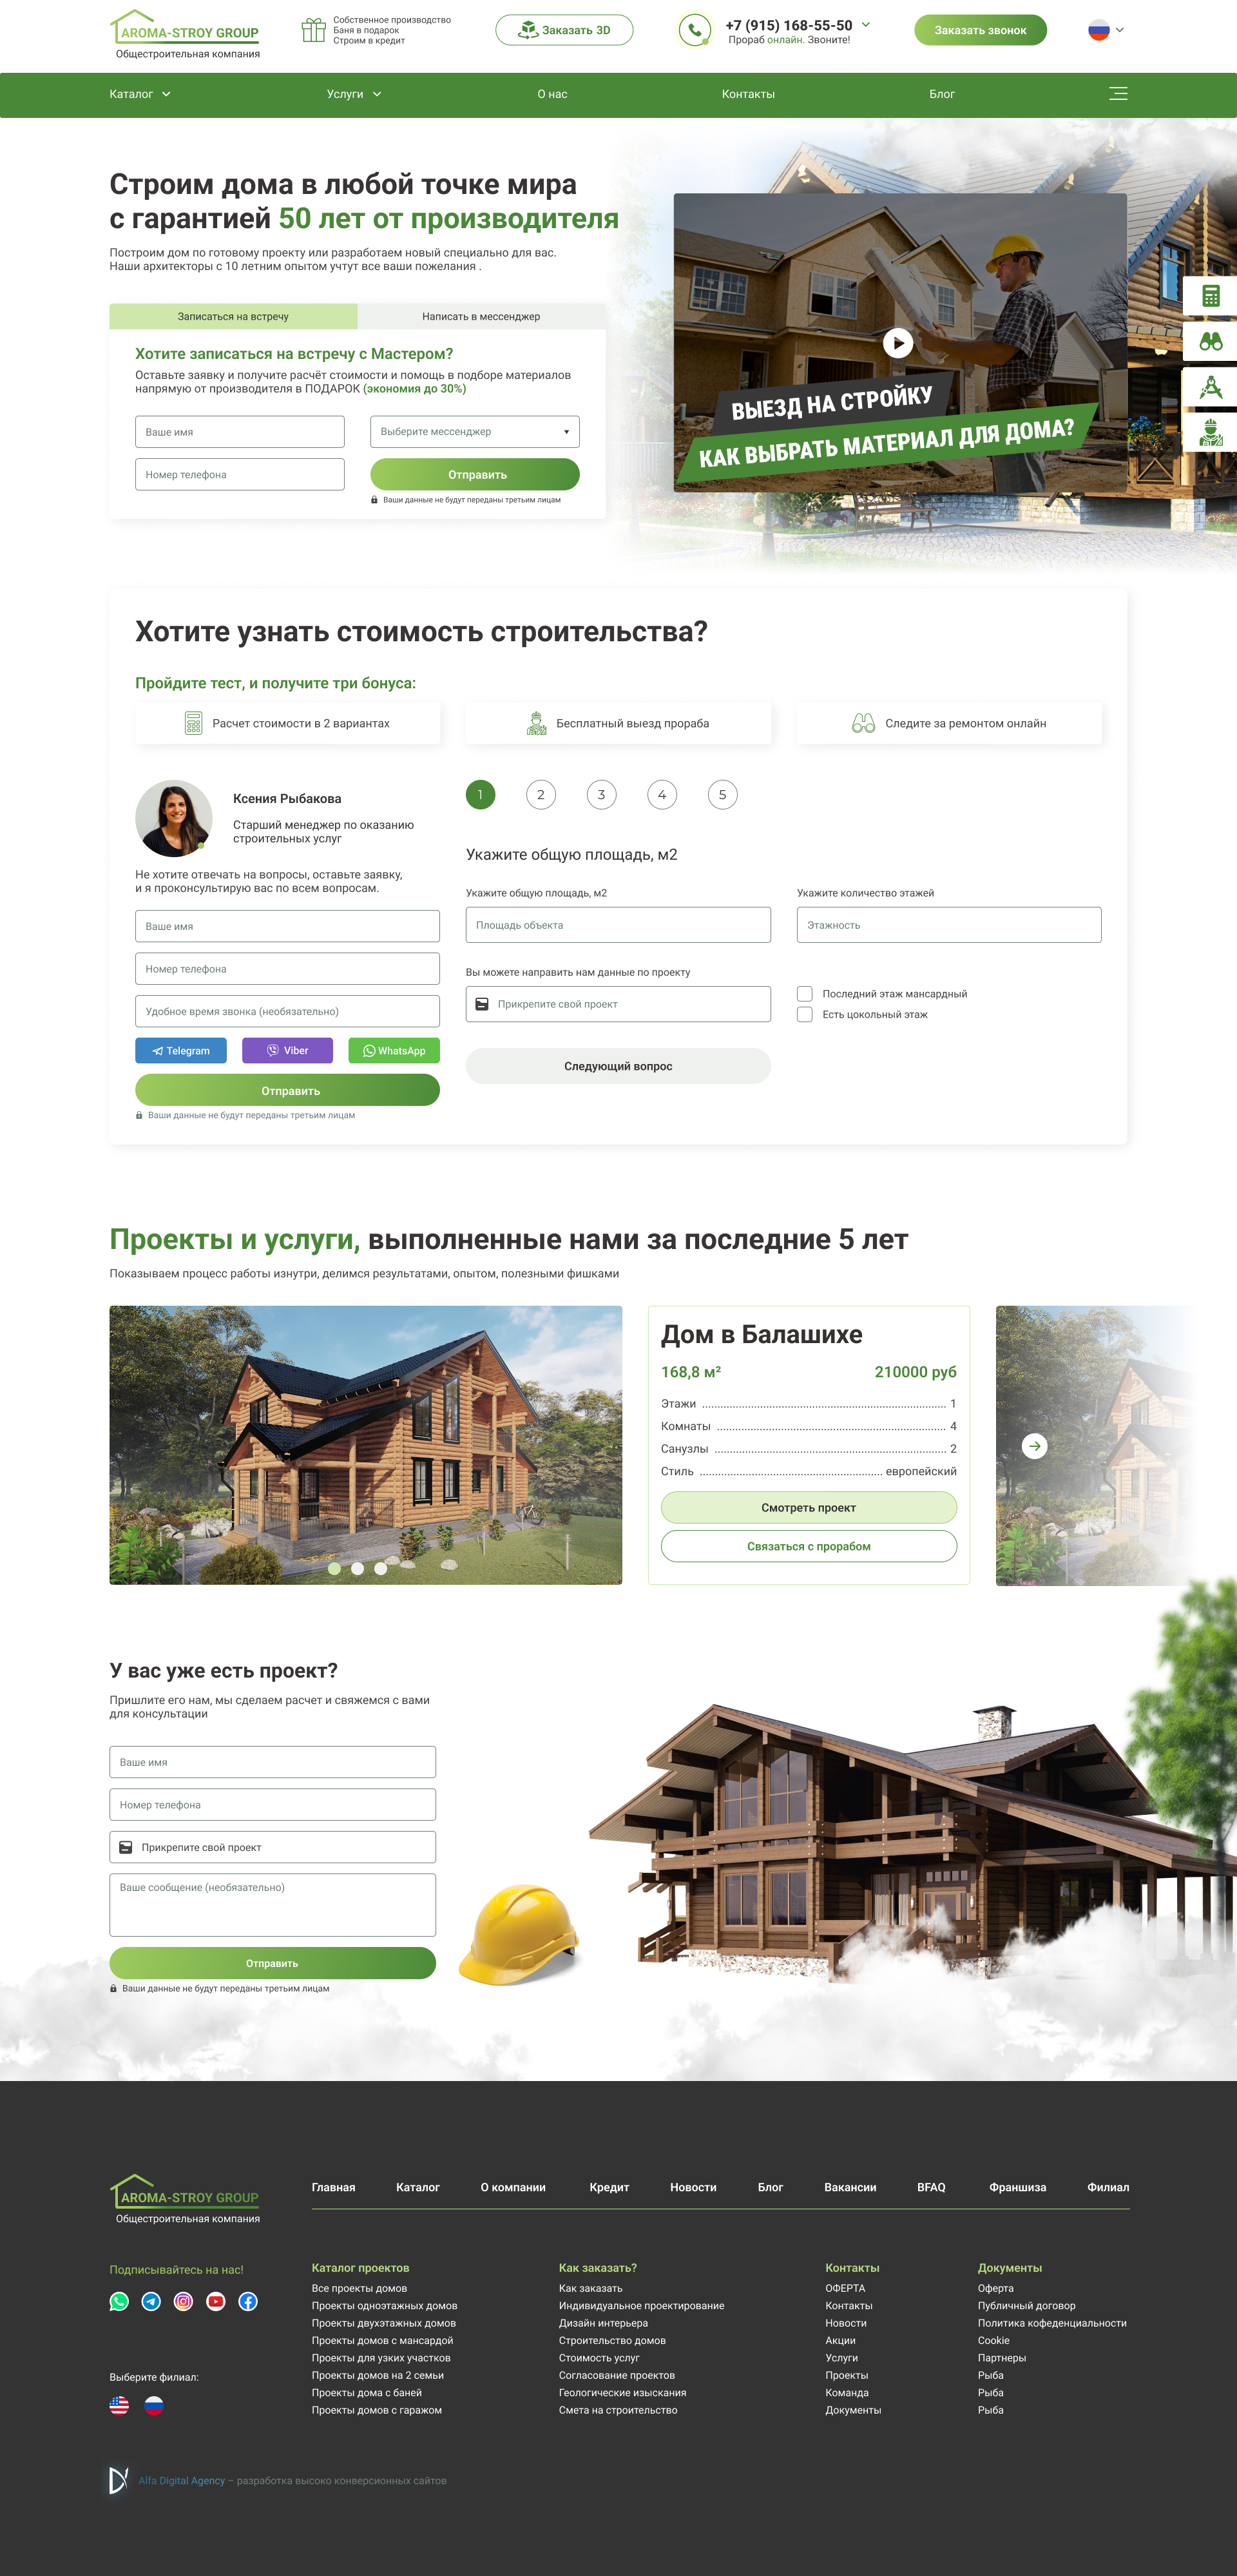 AROMA-STROY GROUP
Общестроительная компания
Собственное производство
Баня в подарок
Строим в кредит
Заказать 3D
+7 (915) 168-55-50
Прораб онлайн. Звоните!
Заказать звонок
Каталог
Услуги
О нас
Контакты
Блог
Строим дома в любой точке мира
с гарантией 50 лет от производителя
Построим дом по готовому проекту или разработаем новый специально для вас.
Наши архитекторы с 10 летним опытом учтут все ваши пожелания .
Записаться на встречу
Написать в мессенджер
Хотите записаться на встречу с Мастером?
Оставьте заявку и получите расчёт стоимости и помощь в подборе материалов
напрямую от производителя в ПОДАРОК (экономия до 30%)
Ваше имя
Выберите мессенджер
Номер телефона
Отправить
Ваши данные не будут переданы третьим лицам
ВЫЕЗД НА СТРОЙКУ
КАК ВЫБРАТЬ МАТЕРИАЛ ДЛЯ ДОМА?
Хотите узнать стоимость строительства?
Пройдите тест, и получите три бонуса:
Расчет стоимости в 2 вариантах
Бесплатный выезд прораба
Следите за ремонтом онлайн
Ксения Рыбакова
Старший менеджер по оказанию
строительных услуг
Не хотите отвечать на вопросы, оставьте заявку,
и я проконсультирую вас по всем вопросам.
Ваше имя
Номер телефона
Удобное время звонка (необязательно)
Telegram
Viber
WhatsApp
Отправить
Ваши данные не будут переданы третьим лицам
1
2
3
4
5
Укажите общую площадь, м2
Укажите общую площадь, м2
Укажите количество этажей
Площадь объекта
Этажность
Вы можете направить нам данные по проекту
Прикрепите свой проект
Последний этаж мансардный
Есть цокольный этаж
Следующий вопрос
Проекты и услуги, выполненные нами за последние 5 лет
Показываем процесс работы изнутри, делимся результатами, опытом, полезными фишками
Дом в Балашихе
168,8 м² 210000 руб
Этажи 1
Комнаты 4
Санузлы 2
Стиль европейский
Смотреть проект
Связаться с прорабом
У вас уже есть проект?
Пришлите его нам, мы сделаем расчет и свяжемся с вами
для консультации
Ваше имя
Номер телефона
Прикрепите свой проект
Ваше сообщение (необязательно)
Отправить
Ваши данные не будут переданы третьим лицам
AROMA-STROY GROUP
Общестроительная компания
Главная
Каталог
О компании
Кредит
Новости
Блог
Вакансии
BFAQ
Франшиза
Филиал
Подписывайтесь на нас!
Выберите филиал:
Каталог проектов
Все проекты домов
Проекты одноэтажных домов
Проекты двухэтажных домов
Проекты домов с мансардой
Проекты для узких участков
Проекты домов на 2 семьи
Проекты дома с баней
Проекты домов с гаражом
Как заказать?
Как заказать
Индивидуальное проектирование
Дизайн интерьера
Строительство домов
Стоимость услуг
Согласование проектов
Геологические изыскания
Смета на строительство
Контакты
ОФЕРТА
Контакты
Новости
Акции
Услуги
Проекты
Команда
Документы
Документы
Оферта
Публичный договор
Политика кофеденциальности
Cookie
Партнеры
Рыба
Рыба
Рыба
Alfa Digital Agency – разработка высоко конверсионных сайтов